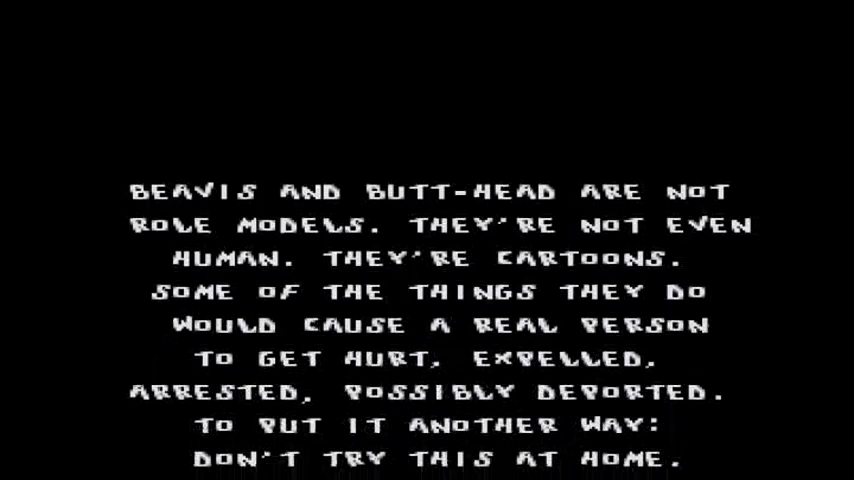 BEAVIS AND BUTT-HEAD ARE NOT
ROLE MODELS. THEY'RE NOT EVEN
HUMAN. THEY'RE CARTOONS.
SOME OF THE THINGS THEY DO
WOULD CAUSE A REAL PERSON
TO GET HURT, EXPELLED,
ARRESTED, POSSIBLY DEPORTED.
TO PUT IT ANOTHER WAY:
DON'T TRY THIS AT HOME.